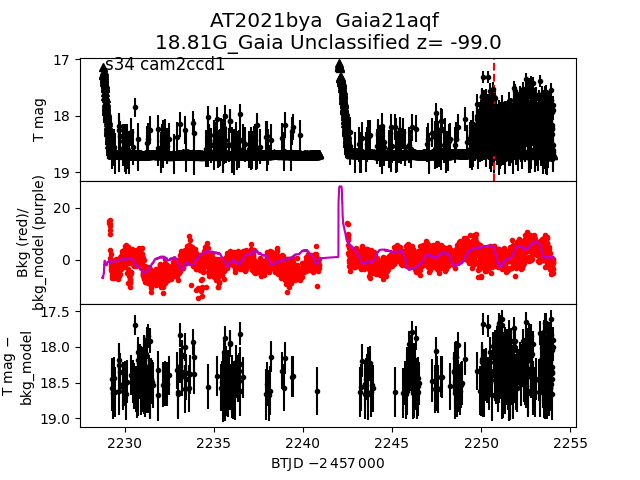 AT2021bya  Gaia21aqf
18.81G_Gaia Unclassified z= -99.0
s34 cam2ccd1
17
18
19
T mag
20
0
Bkg (red)/
bkg_model (purple)
17.5
18.0
18.5
19.0
T mag −
bkg_model
2230
2235
2240
2245
2250
2255
BTJD −2 457 000